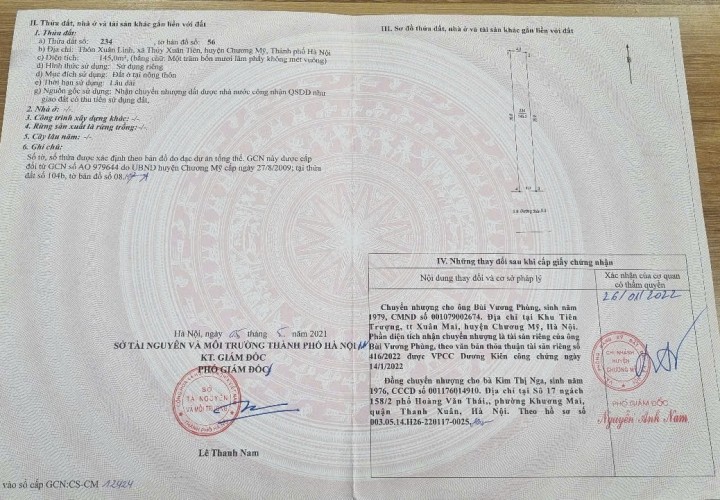 II. Thửa đất, nhà ở và tài sản khác gắn liền với đất
1. Thửa đất:
a) Thửa đất số: 234 , tờ bản đồ số: 56
b) Địa chỉ: Thôn Xuân Linh, xã Thủy Xuân Tiên, huyện Chương Mỹ, Thành phố Hà Nội
c) Diện tích: 145,0m², (bằng chữ: Một trăm bốn mươi lăm phẩy không mét vuông)
d) Hình thức sử dụng: Sử dụng riêng
đ) Mục đích sử dụng: Đất ở tại nông thôn
e) Thời hạn sử dụng: Lâu dài
g) Nguồn gốc sử dụng: Nhận chuyển nhượng đất được nhà nước công nhận QSDĐ như
giao đất có thu tiền sử dụng đất.
2. Nhà ở: -/-
3. Công trình xây dựng khác: -/-
4. Rừng sản xuất là rừng trồng: -/-
5. Cây lâu năm: -/-
6. Ghi chú:
Số tờ, số thửa được xác định theo bản đồ đo đạc dự án tổng thể. GCN này được cấp
đổi từ GCN số AO 979644 do UBND huyện Chương Mỹ cấp ngày 27/8/2009; tại thửa
đất số 104b, tờ bản đồ số 08.
Hà Nội, ngày 05 tháng 5 năm 2021
SỞ TÀI NGUYÊN VÀ MÔI TRƯỜNG THÀNH PHỐ HÀ NỘI
KT. GIÁM ĐỐC
PHÓ GIÁM ĐỐC
SỞ
TÀI NGUYÊN
VÀ MÔI TRƯỜNG
Lê Thanh Nam
vào sổ cấp GCN:CS-CM 12424
III. Sơ đồ thửa đất, nhà ở và tài sản khác gắn liền với đất
234
IV. Những thay đổi sau khi cấp giấy chứng nhận
Nội dung thay đổi và cơ sở pháp lý
Xác nhận của cơ quan
có thẩm quyền
26/01/2022
Chuyển nhượng cho ông Bùi Vương Phùng, sinh năm
1979, CMND số 001079002674. Địa chỉ tại Khu Tiên
Trượng, tt Xuân Mai, huyện Chương Mỹ, Hà Nội.
Phần diện tích nhận chuyển nhượng là tài sản riêng của ông
Bùi Vương Phùng, theo văn bản thỏa thuận tài sản riêng số
416/2022 được VPCC Dương Kiên công chứng ngày
14/1/2022
Đồng chuyển nhượng cho bà Kim Thị Nga, sinh năm
1976, CCCD số 001176014910. Địa chỉ tại Số 17 ngách
158/2 phố Hoàng Văn Thái., phường Khương Mai,
quận Thanh Xuân, Hà Nội. Theo hồ sơ số
003.05.14.H26-220117-0025
CHI NHÁNH
HUYỆN
CHƯƠNG MỸ
PHÓ GIÁM ĐỐC
Nguyễn Anh Nam